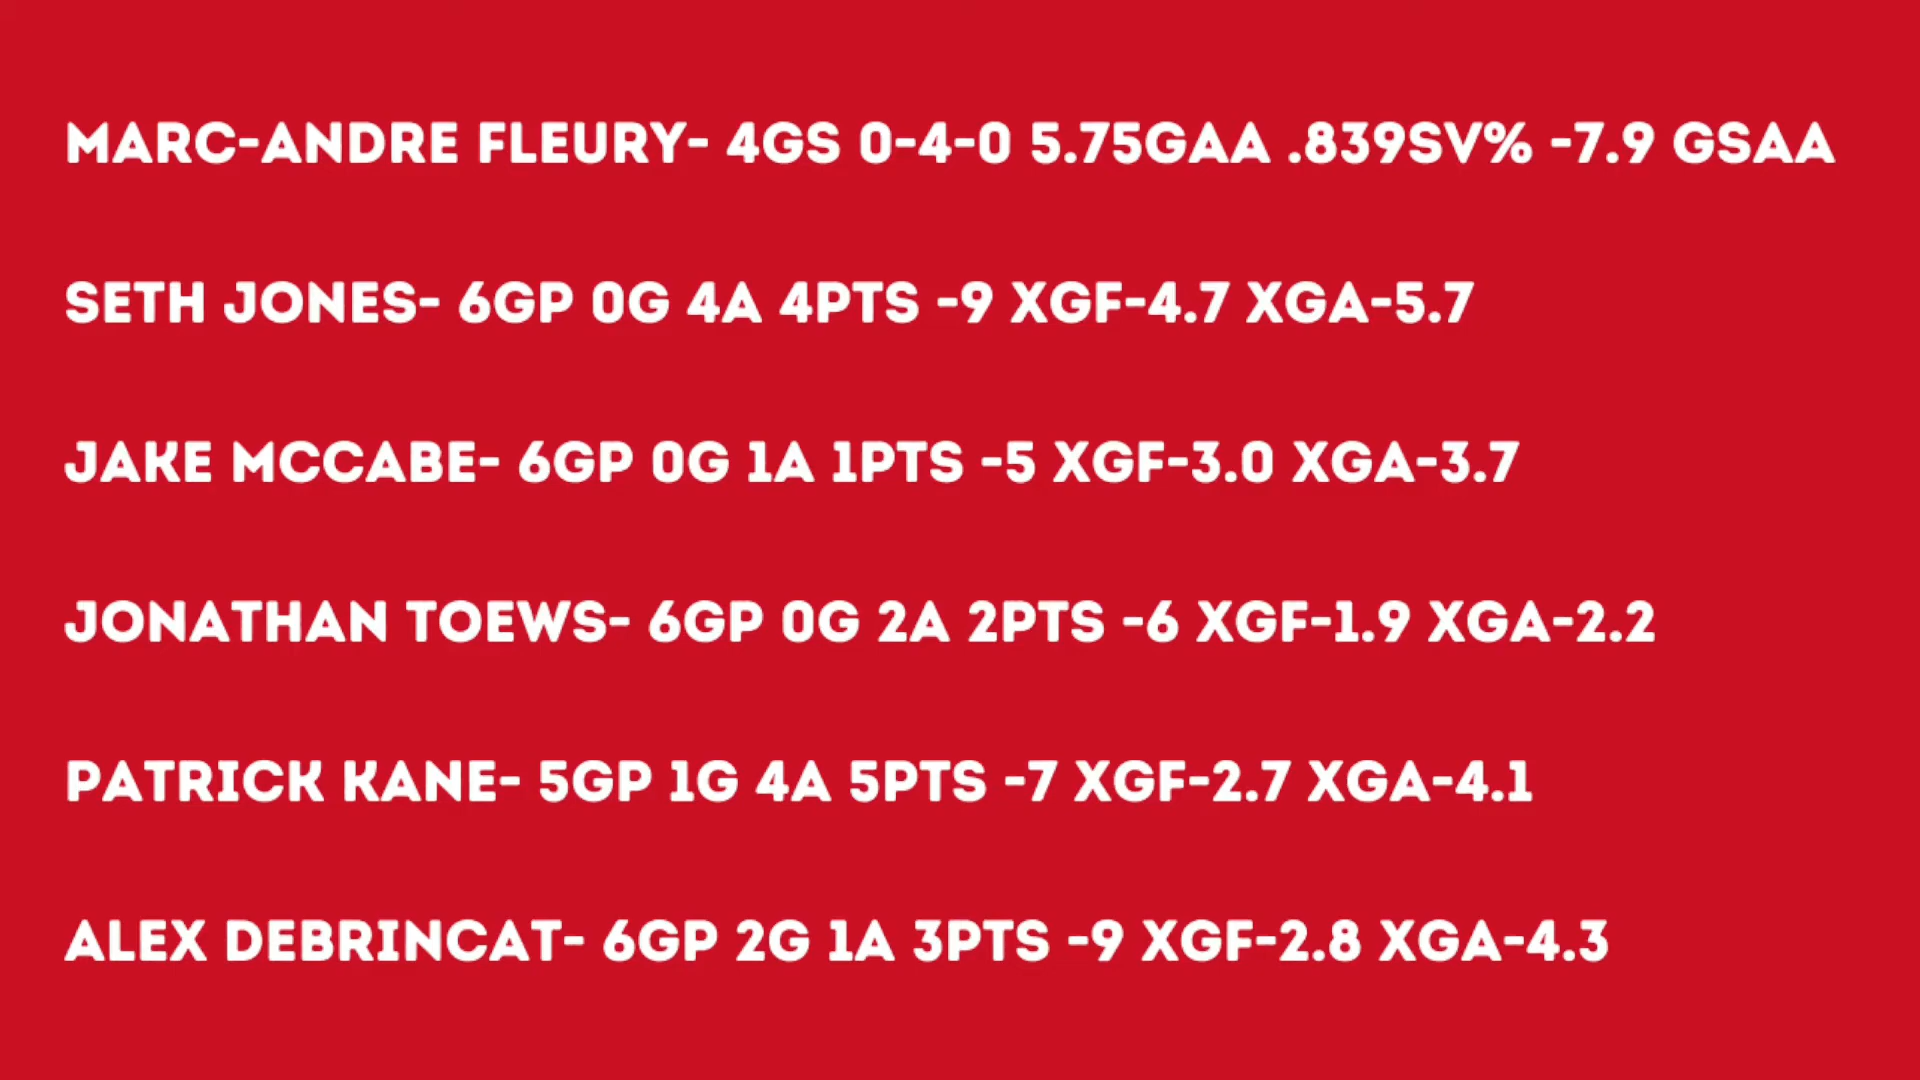 MARC-ANDRE FLEURY- 4GS 0-4-0 5.75GAA .839SV% -7.9 GSAA
SETH JONES- 6GP 0G 4A 4PTS -9 XGF-4.7 XGA-5.7
JAKE MCCABE- 6GP 0G 1A 1PTS -5 XGF-3.0 XGA-3.7
JONATHAN TOEWS- 6GP 0G 2A 2PTS -6 XGF-1.9 XGA-2.2
PATRICK KANE- 5GP 1G 4A 5PTS -7 XGF-2.7 XGA-4.1
ALEX DEBRINCAT- 6GP 2G 1A 3PTS -9 XGF-2.8 XGA-4.3